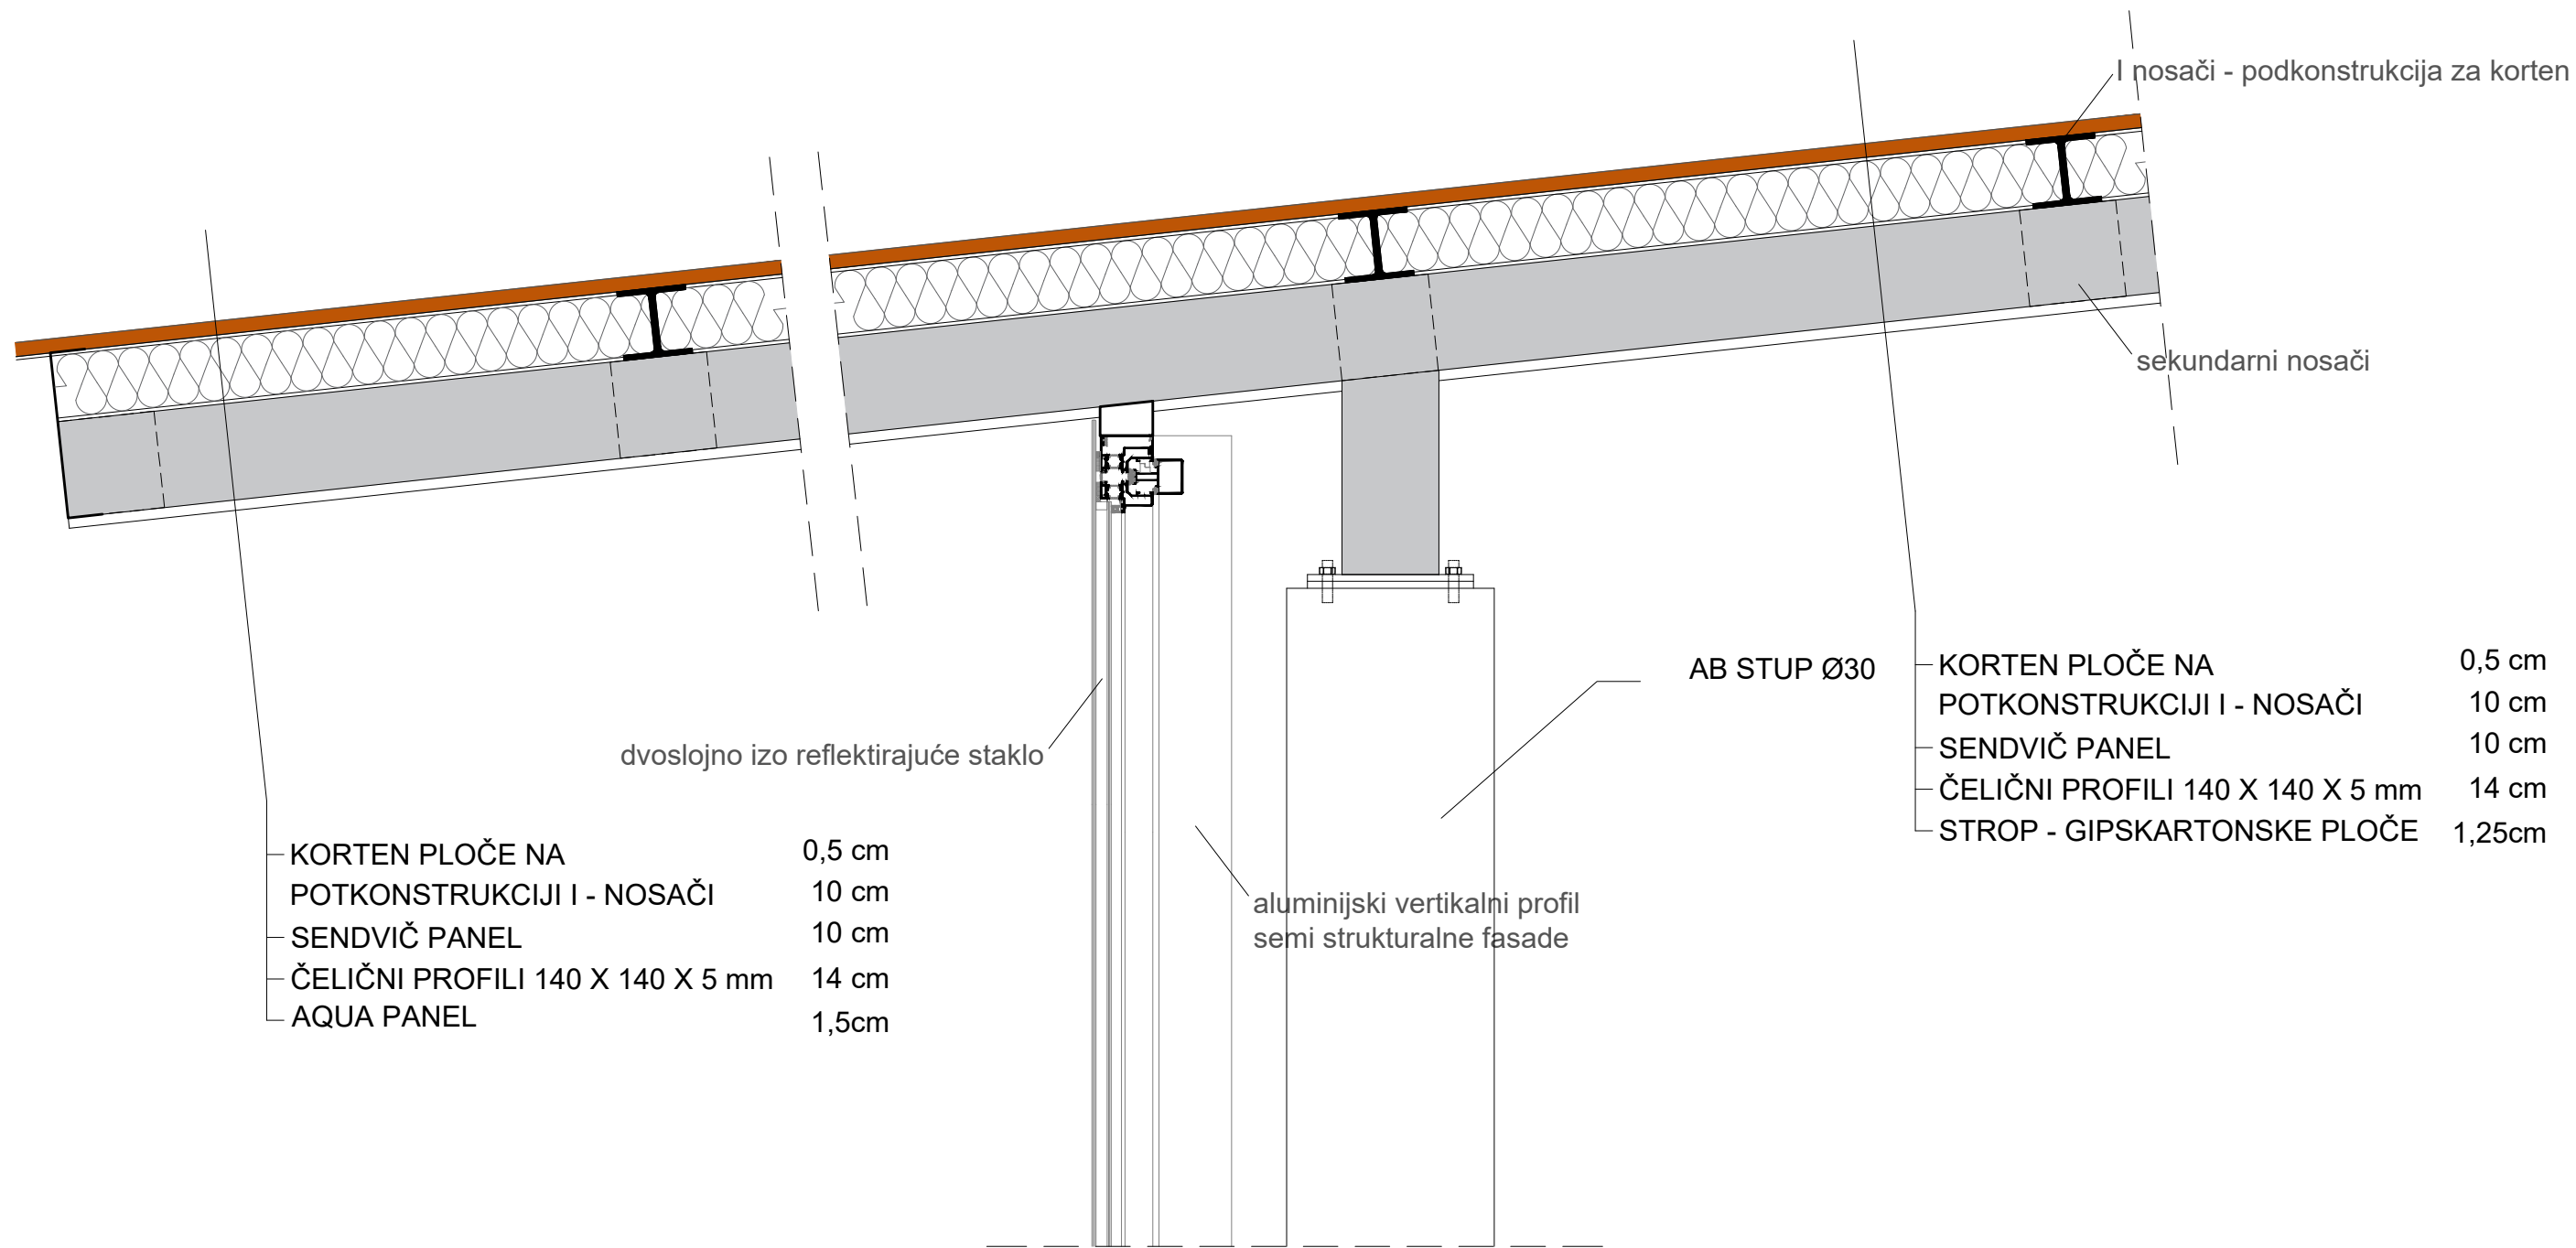 I nosači - podkonstrukcija za korten
sekundarni nosači
AB STUP Ø30
KORTEN PLOČE NA 0,5 cm
POTKONSTRUKCIJI I - NOSAČI 10 cm
SENDVIČ PANEL 10 cm
ČELIČNI PROFILI 140 X 140 X 5 mm 14 cm
STROP - GIPSKARTONSKE PLOČE 1,25cm
dvoslojno izo reflektirajuće staklo
KORTEN PLOČE NA 0,5 cm
POTKONSTRUKCIJI I - NOSAČI 10 cm
SENDVIČ PANEL 10 cm
ČELIČNI PROFILI 140 X 140 X 5 mm 14 cm
AQUA PANEL 1,5cm
aluminijski vertikalni profil
semi strukturalne fasade